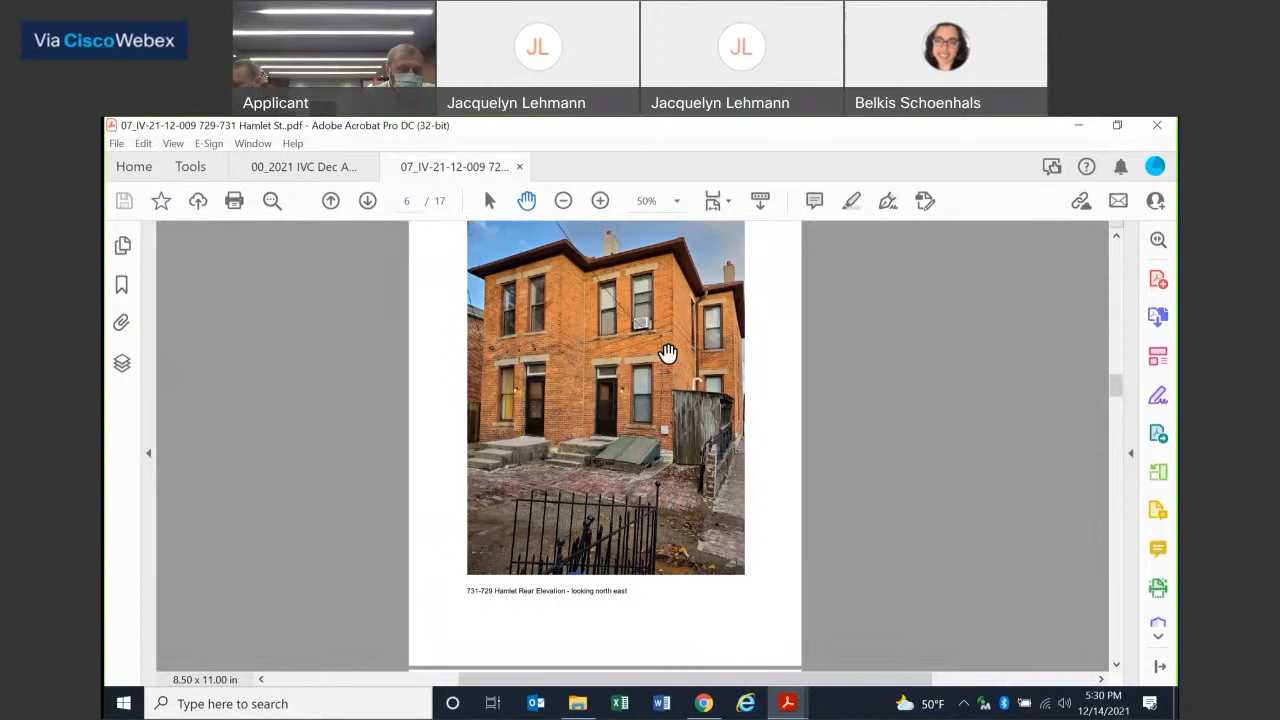 Via Cisco Webex
JL
JL
Applicant
Jacquelyn Lehmann
Jacquelyn Lehmann
Belkis Schoenhals
07_IV-21-12-009 729-731 Hamlet St..pdf - Adobe Acrobat Pro DC (32-bit)
File Edit View E-Sign Window Help
Home Tools 00_2021 IVC Dec A... 07_IV-21-12-009 72... ×
6 / 17 50%
731-729 Hamlet Rear Elevation - looking north east
8.50 x 11.00 in
Type here to search
50°F
5:30 PM
12/14/2021